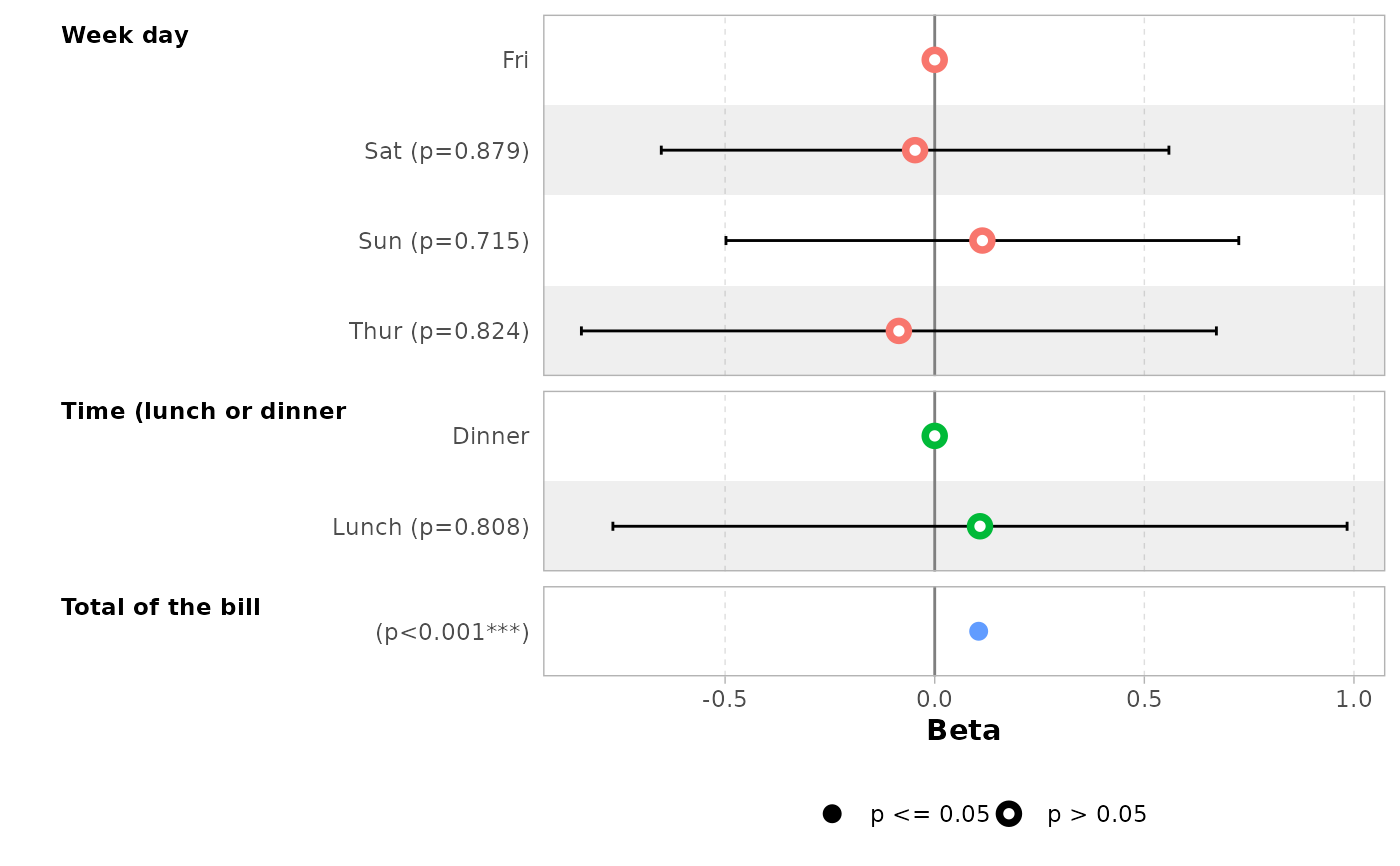 Week day
Fri
Sat (p=0.879)
Sun (p=0.715)
Thur (p=0.824)
Time (lunch or dinner
Dinner
Lunch (p=0.808)
Total of the bill
(p<0.001***)
-0.5 0.0 0.5 1.0
Beta
p <= 0.05 p > 0.05